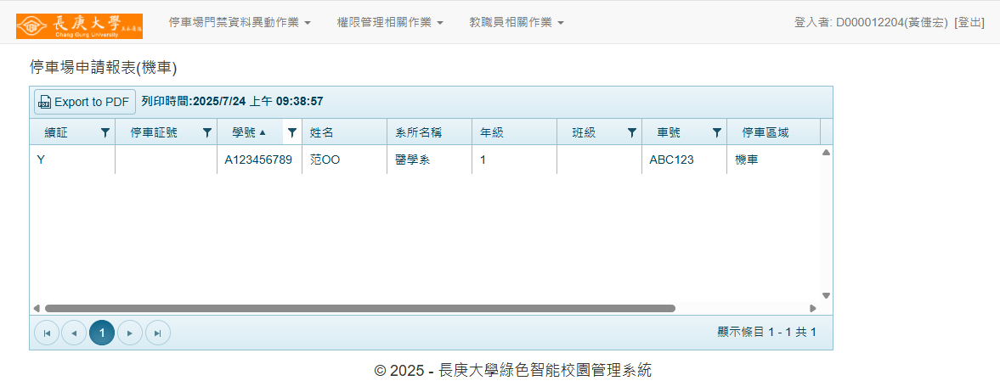 長庚大學
Chang Gung University
停車場門禁資料異動作業 權限管理相關作業 教職員相關作業 登入者: D000012204(黃倢宏) [登出]
停車場申請報表(機車)
Export to PDF 列印時間:2025/7/24 上午 09:38:57
續証 停車証號 學號 姓名 系所名稱 年級 班級 車號 停車區域
Y A123456789 范OO 醫學系 1 ABC123 機車
1 顯示條目 1 - 1 共 1
© 2025 - 長庚大學綠色智能校園管理系統